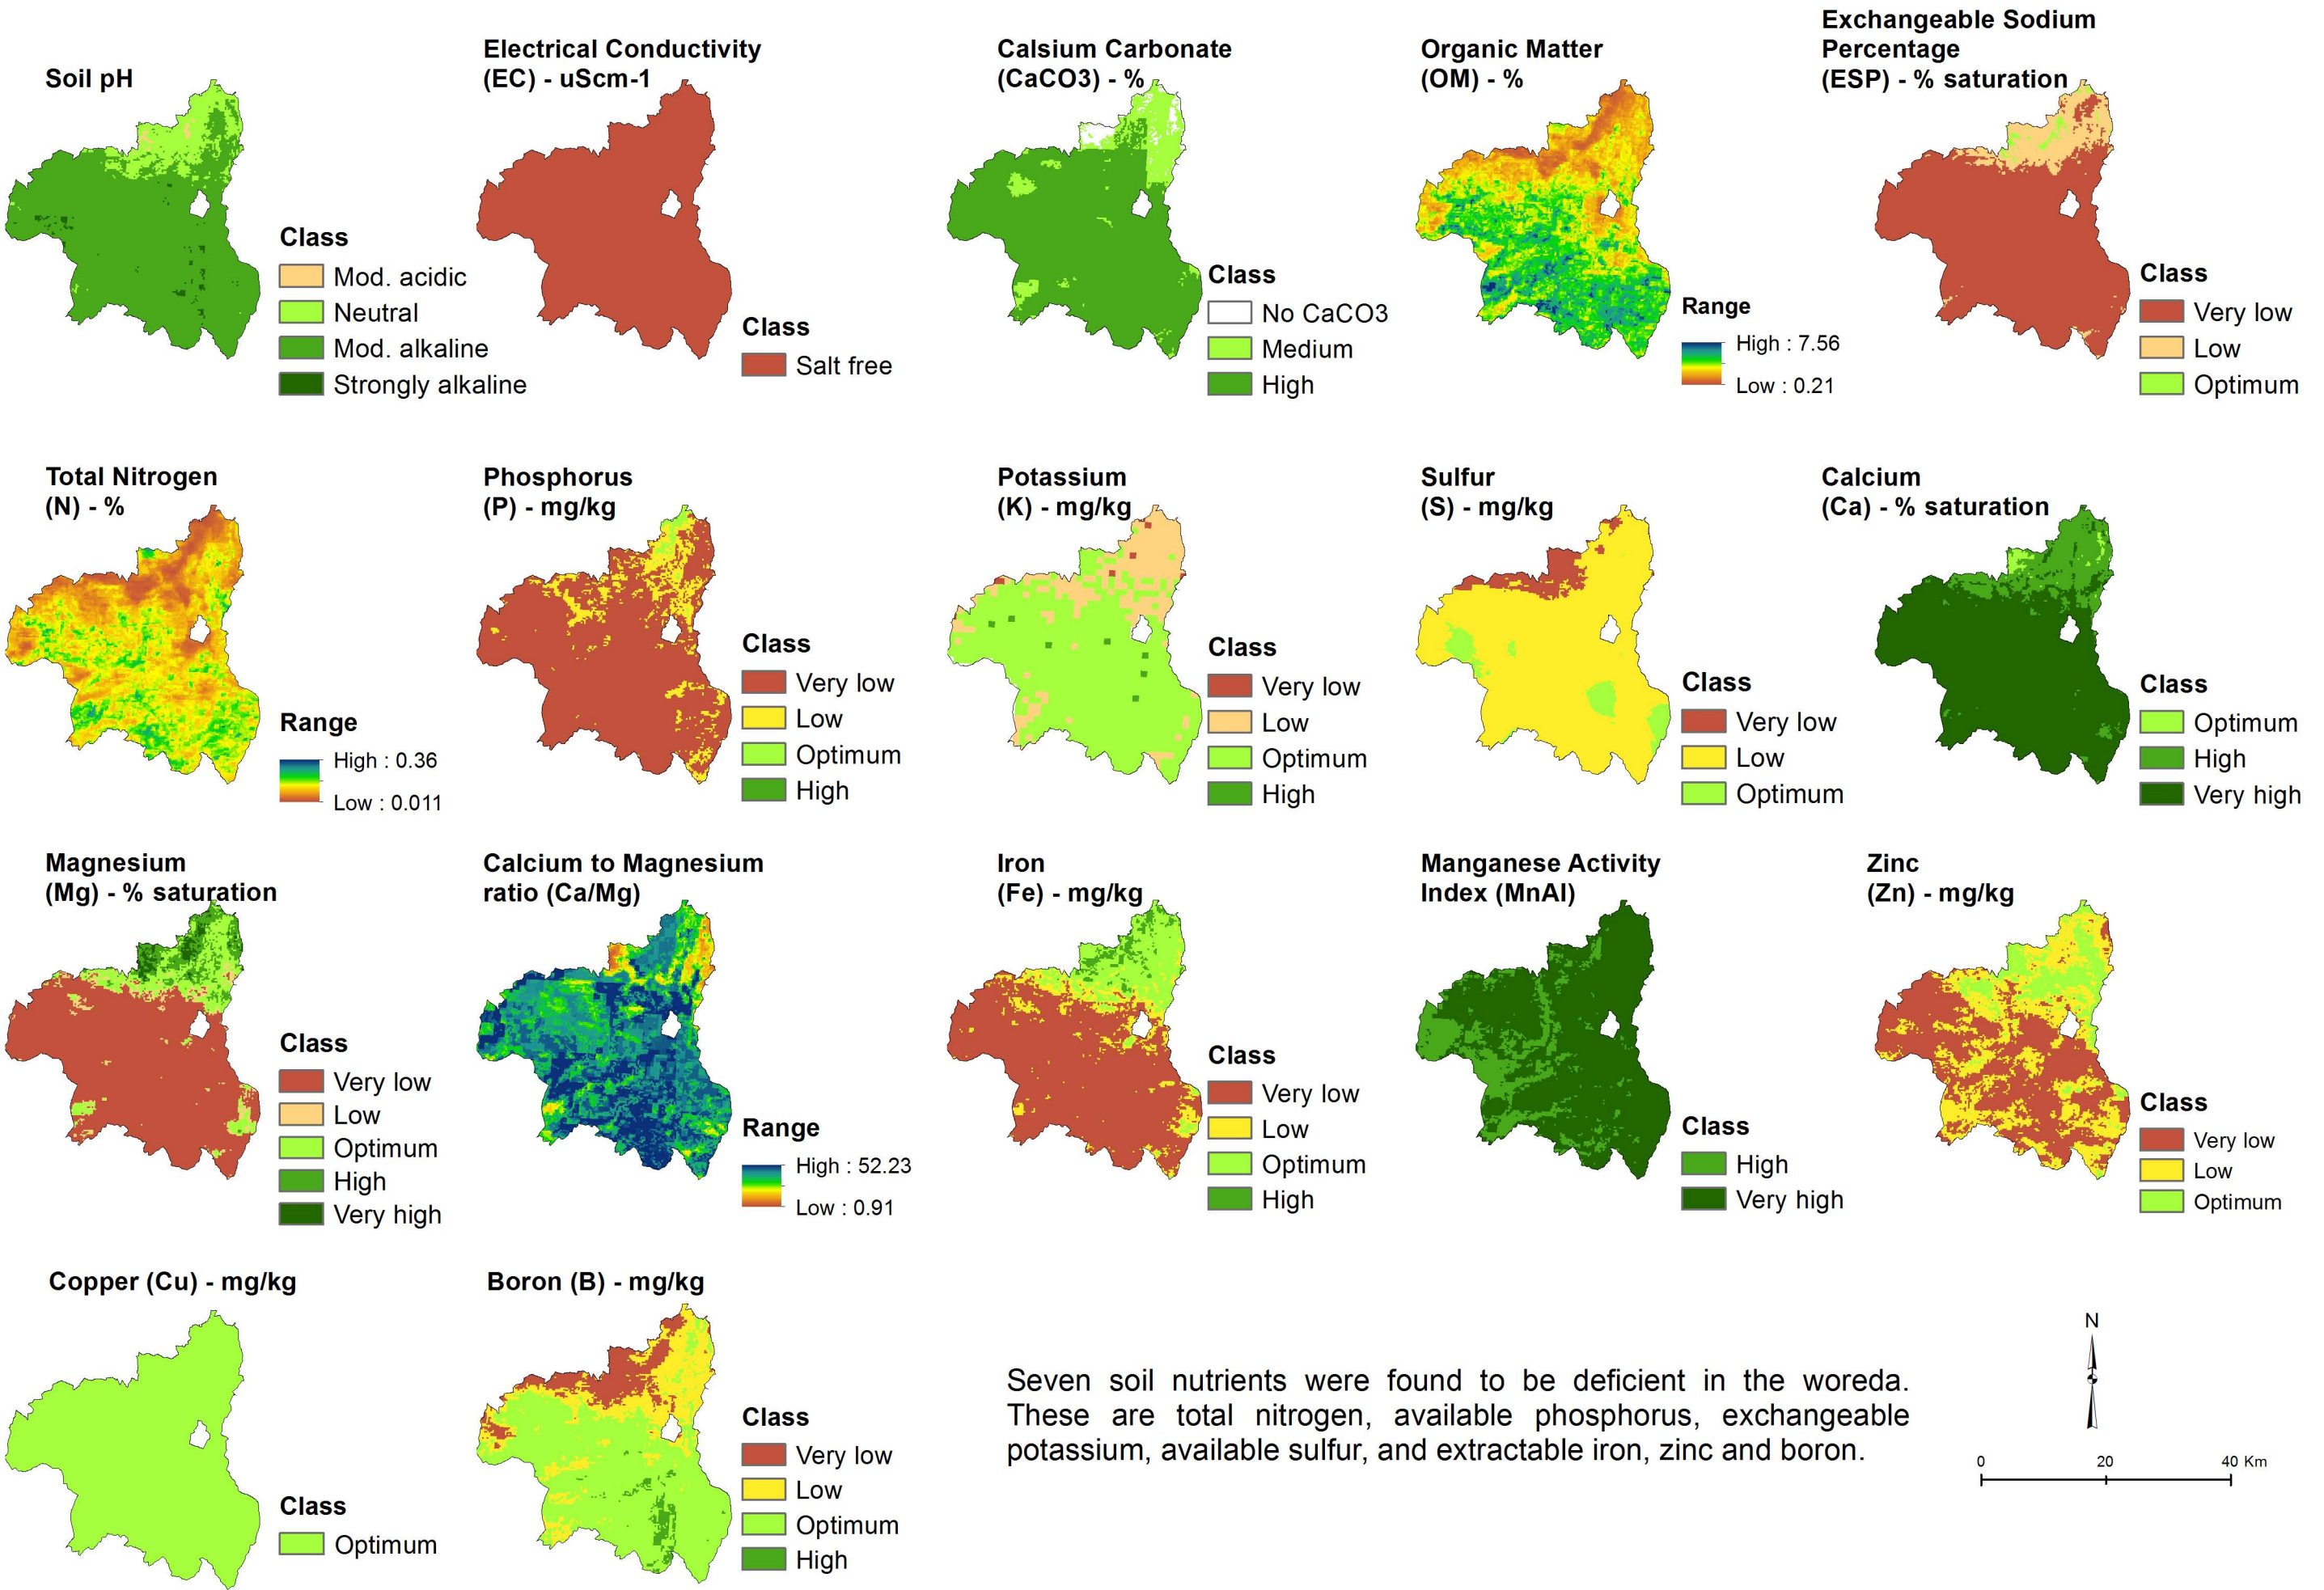 Soil pH
Class
Mod. acidic
Neutral
Mod. alkaline
Strongly alkaline
Electrical Conductivity
(EC) - uScm-1
Class
Salt free
Calsium Carbonate
(CaCO3) - %
Class
No CaCO3
Medium
High
Organic Matter
(OM) - %
Range
High : 7.56
Low : 0.21
Exchangeable Sodium
Percentage
(ESP) - % saturation
Class
Very low
Low
Optimum
Total Nitrogen
(N) - %
Range
High : 0.36
Low : 0.011
Phosphorus
(P) - mg/kg
Class
Very low
Low
Optimum
High
Potassium
(K) - mg/kg
Class
Very low
Low
Optimum
High
Sulfur
(S) - mg/kg
Class
Very low
Low
Optimum
Calcium
(Ca) - % saturation
Class
Optimum
High
Very high
Magnesium
(Mg) - % saturation
Class
Very low
Low
Optimum
High
Very high
Calcium to Magnesium
ratio (Ca/Mg)
Range
High : 52.23
Low : 0.91
Iron
(Fe) - mg/kg
Class
Very low
Low
Optimum
High
Manganese Activity
Index (MnAI)
Class
High
Very high
Zinc
(Zn) - mg/kg
Class
Very low
Low
Optimum
Copper (Cu) - mg/kg
Class
Optimum
Boron (B) - mg/kg
Class
Very low
Low
Optimum
High
Seven soil nutrients were found to be deficient in the woreda.
These are total nitrogen, available phosphorus, exchangeable
potassium, available sulfur, and extractable iron, zinc and boron.
N
0 20 40 Km